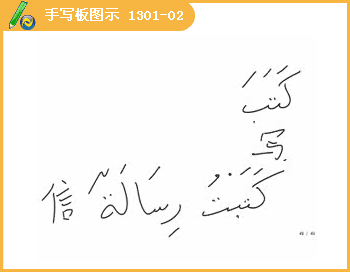 手写板图示 1301-02
كَتَبَ
写
كَتَبْتُ رِسَالَةً 信